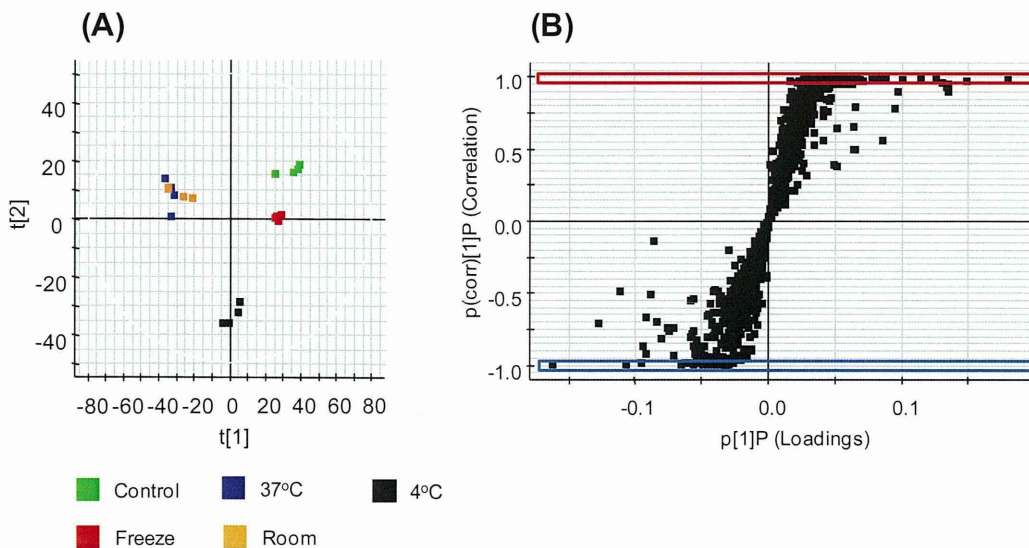 (A)
(B)
40
20
0
-20
-40
t[2]
-80 -60 -40 -20 0 20 40 60 80
t[1]
1.0
0.5
0.0
-0.5
-1.0
p(corr)[1]P (Correlation)
-0.1 0.0 0.1
p[1]P (Loadings)
Control
37°C
4°C
Freeze
Room